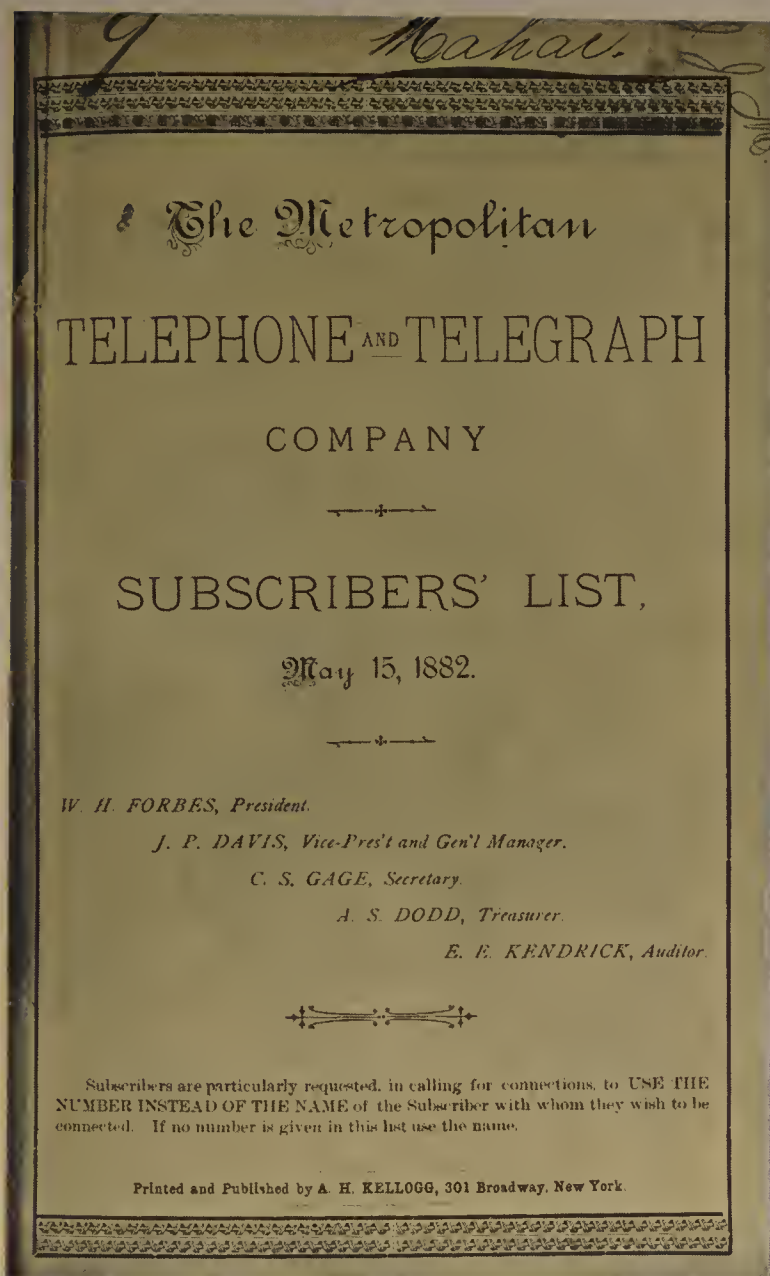 Mahar.
The Metropolitan
TELEPHONE AND TELEGRAPH
COMPANY
SUBSCRIBERS' LIST,
May 15, 1882.
W. H. FORBES, President.
J. P. DAVIS, Vice-Pres't and Gen'l Manager.
C. S. GAGE, Secretary.
A. S. DODD, Treasurer.
E. E. KENDRICK, Auditor.
Subscribers are particularly requested, in calling for connections, to USE THE
NUMBER INSTEAD OF THE NAME of the Subscriber with whom they wish to be
connected. If no number is given in this list use the name.
Printed and Published by A. H. KELLOGG, 301 Broadway, New York.